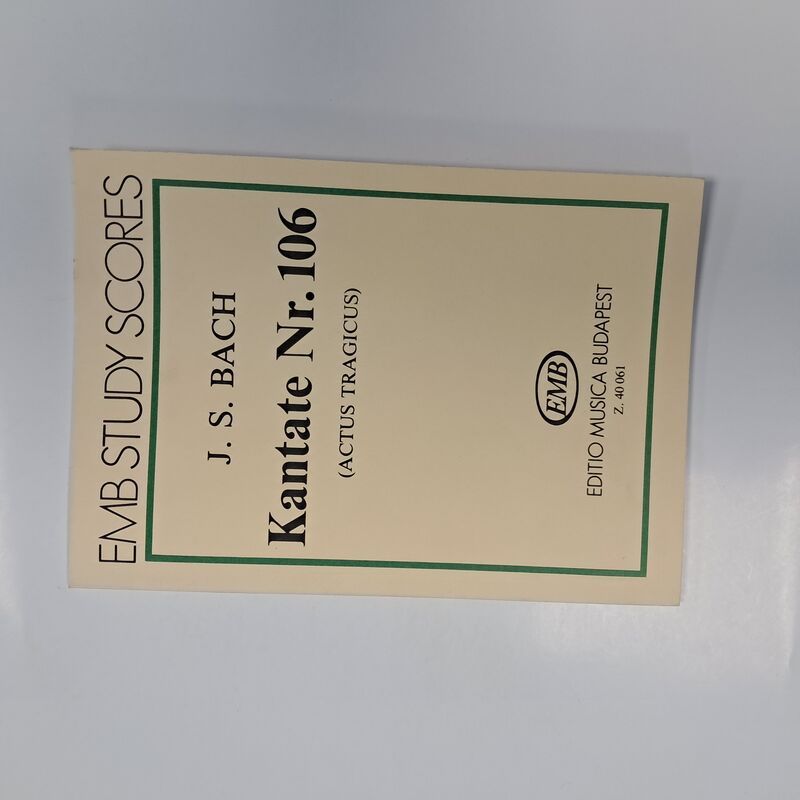 EMB STUDY SCORES
J. S. BACH
Kantate Nr. 106
(ACTUS TRAGICUS)
EMB
EDITIO MUSICA BUDAPEST
Z. 40 061